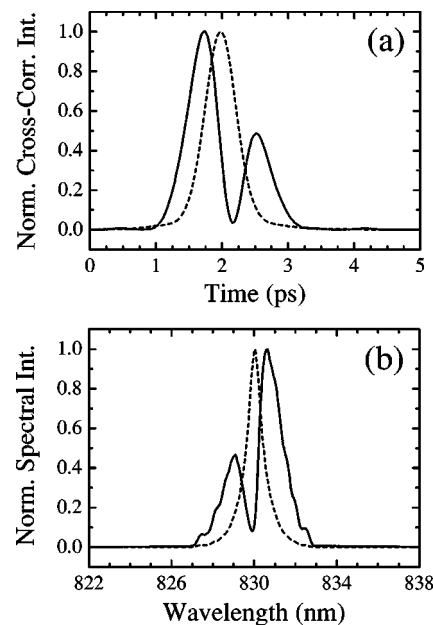 Norm. Cross-Corr. Int.
1.0
0.8
0.6
0.4
0.2
0.0
(a)
0 1 2 3 4 5
Time (ps)
Norm. Spectral Int.
1.0
0.8
0.6
0.4
0.2
0.0
(b)
822 826 830 834 838
Wavelength (nm)